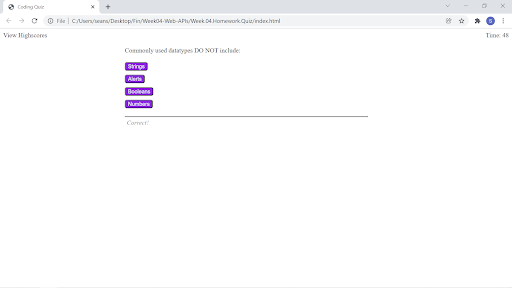 Coding Quiz
File | C:/Users/seans/Desktop/Fin/Week04-Web-APIs/Week.04.Homework.Quiz/index.html
View Highscores
Time: 48
Commonly used datatypes DO NOT include:
Strings
Alerts
Booleans
Numbers
Correct!